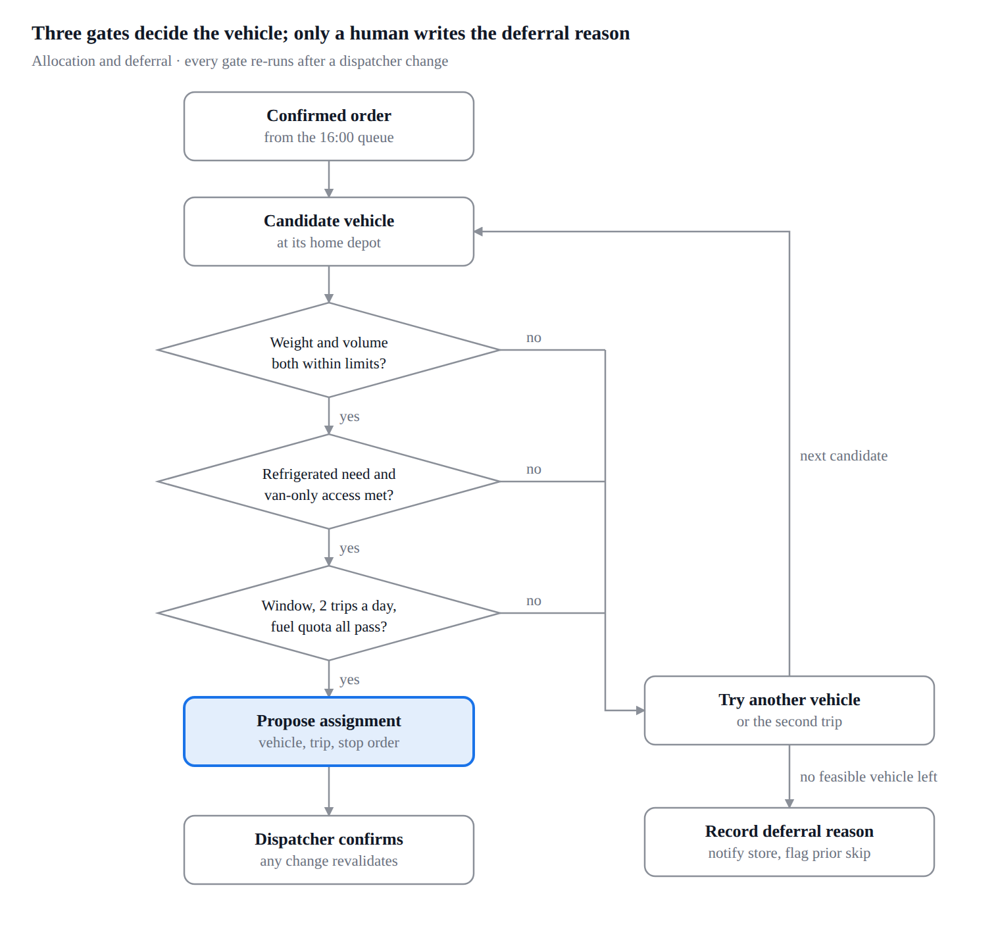 Three gates decide the vehicle; only a human writes the deferral reason
Allocation and deferral · every gate re-runs after a dispatcher change
Confirmed order
from the 16:00 queue
Candidate vehicle
at its home depot
Weight and volume
both within limits?
no
yes
Refrigerated need and
van-only access met?
no
next candidate
yes
Window, 2 trips a day,
fuel quota all pass?
no
yes
Propose assignment
vehicle, trip, stop order
Try another vehicle
or the second trip
no feasible vehicle left
Dispatcher confirms
any change revalidates
Record deferral reason
notify store, flag prior skip